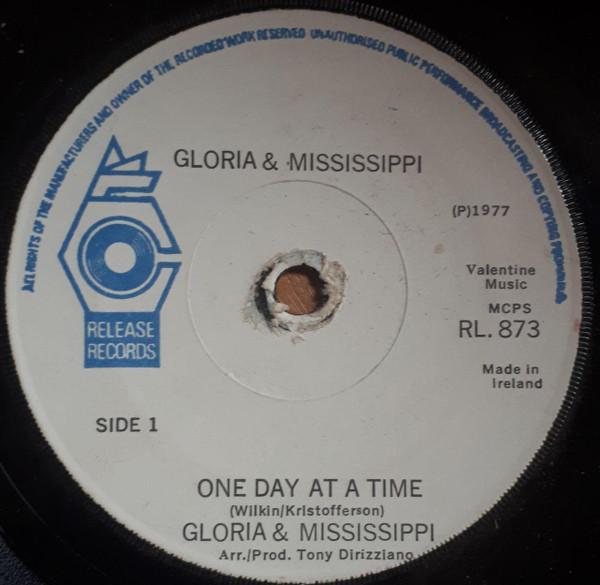 ALL RIGHTS OF THE MANUFACTURERS AND OWNER OF THE RECORDED WORK RESERVED UNAUTHORISED PUBLIC PERFORMANCE BROADCASTING AND COPYING PROHIBITED
GLORIA & MISSISSIPPI
(P)1977
Valentine
Music
MCPS
RL. 873
RELEASE
RECORDS
Made in
Ireland
SIDE 1
ONE DAY AT A TIME
(Wilkin/Kristofferson)
GLORIA & MISSISSIPPI
Arr./Prod. Tony Dirizziano